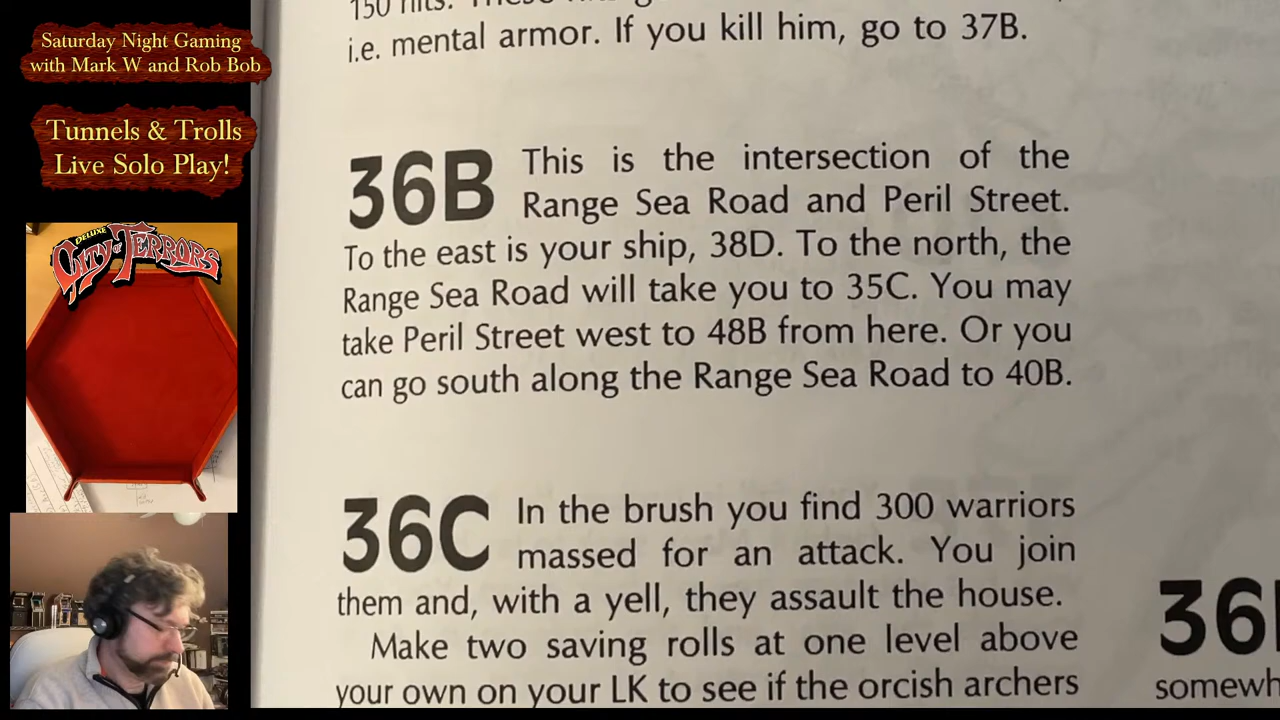 Saturday Night Gaming
with Mark W and Rob Bob
Tunnels & Trolls
Live Solo Play!
DELUXE
CITY OF TERRORS
i.e. mental armor. If you kill him, go to 37B.
36B This is the intersection of the
Range Sea Road and Peril Street.
To the east is your ship, 38D. To the north, the
Range Sea Road will take you to 35C. You may
take Peril Street west to 48B from here. Or you
can go south along the Range Sea Road to 40B.
36C In the brush you find 300 warriors
massed for an attack. You join
them and, with a yell, they assault the house.
Make two saving rolls at one level above
your own on your LK to see if the orcish archers
36
somewh